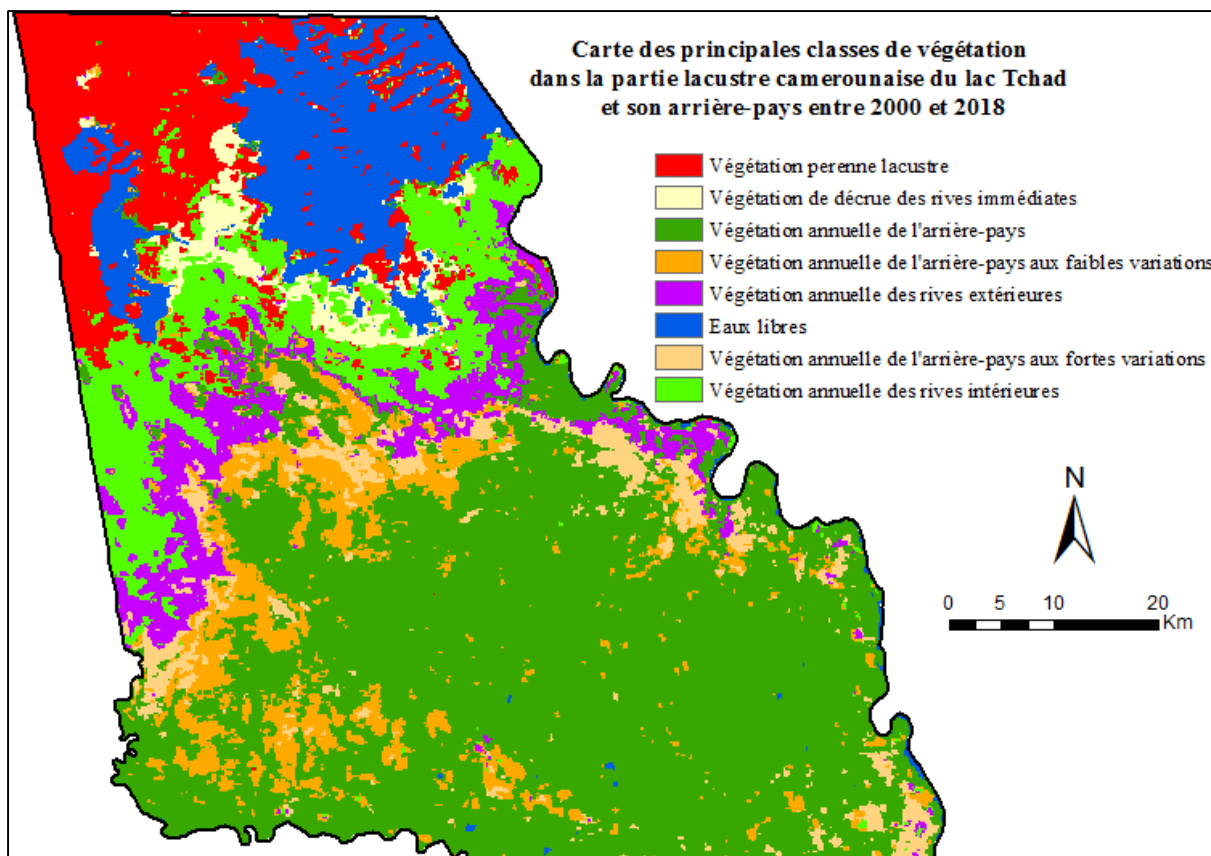 Carte des principales classes de végétation
dans la partie lacustre camerounaise du lac Tchad
et son arrière-pays entre 2000 et 2018
Végétation perenne lacustre
Végétation de décrue des rives immédiates
Végétation annuelle de l'arrière-pays
Végétation annuelle de l'arrière-pays aux faibles variations
Végétation annuelle des rives extérieures
Eaux libres
Végétation annuelle de l'arrière-pays aux fortes variations
Végétation annuelle des rives intérieures
N
0 5 10 20
Km